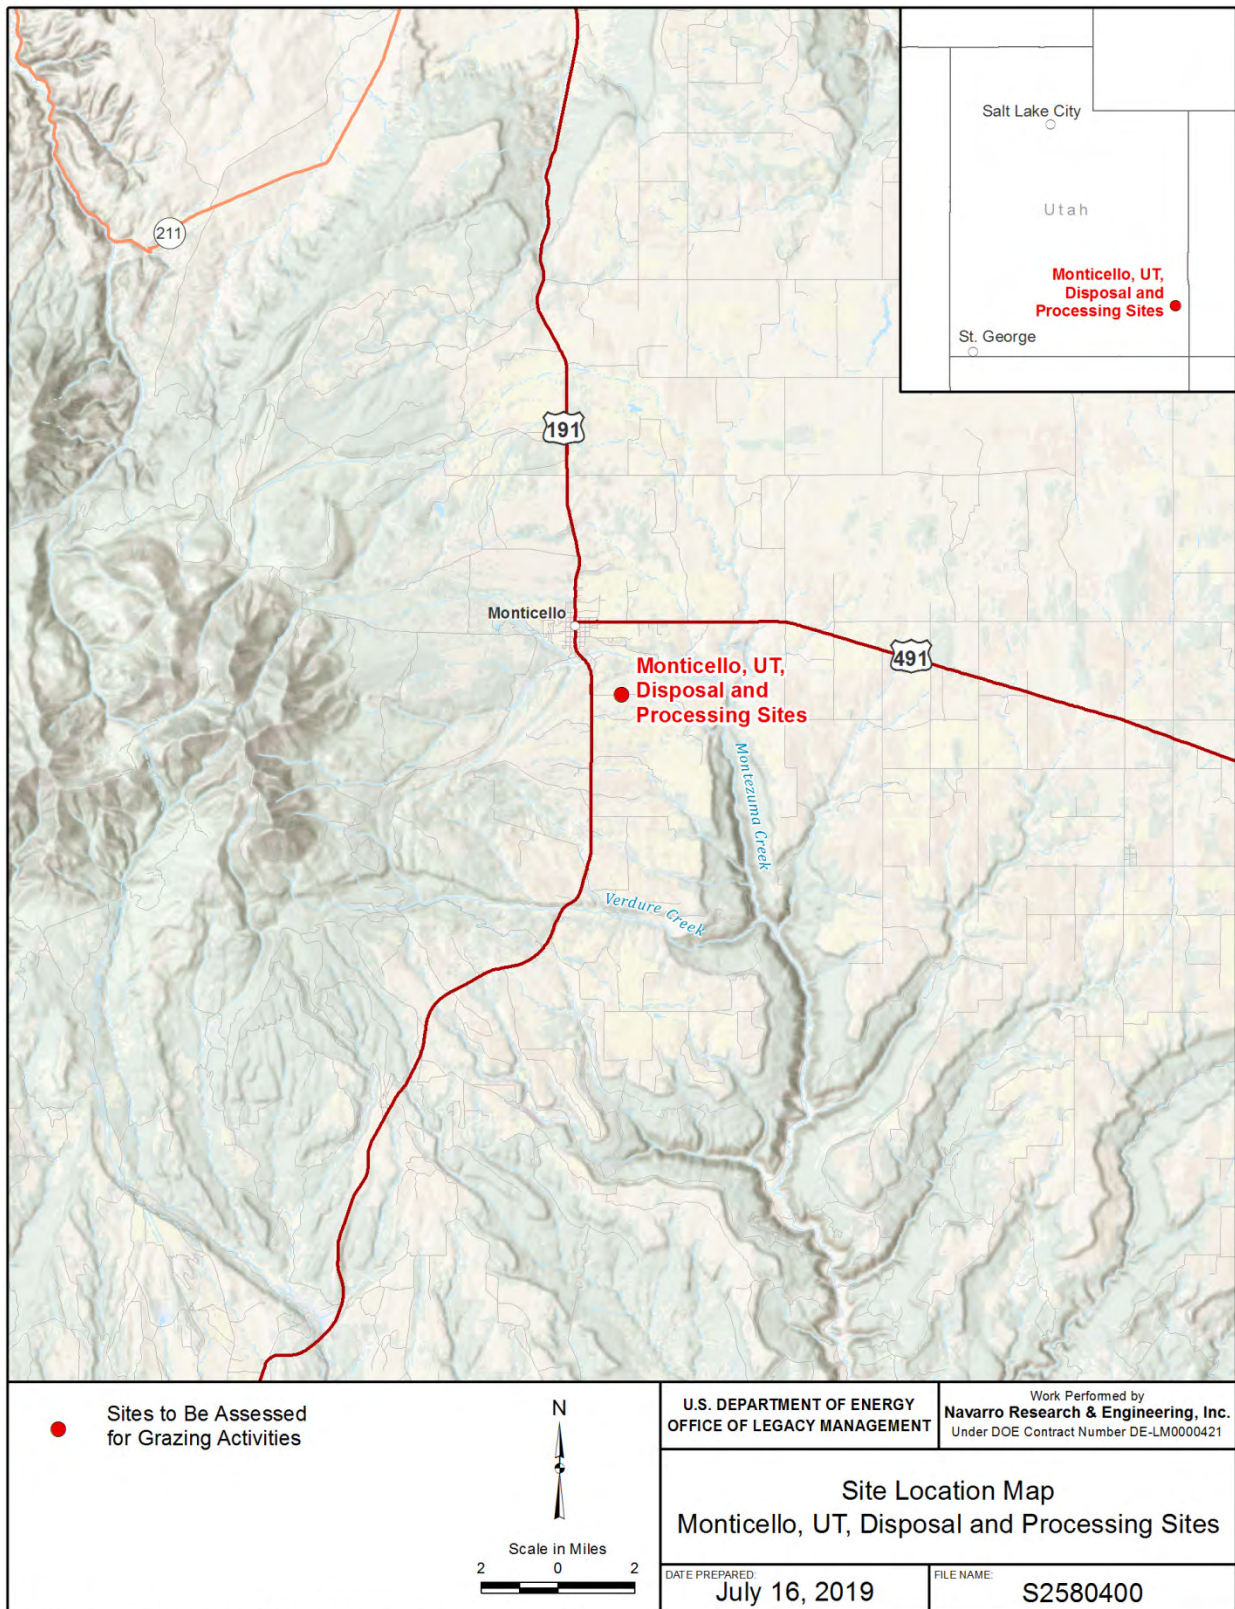 Salt Lake City
Utah
Monticello, UT,
Disposal and
Processing Sites
St. George
211
191
Monticello
491
Monticello, UT,
Disposal and
Processing Sites
Montezuma Creek
Verdure Creek
Sites to Be Assessed
for Grazing Activities
N
Scale in Miles
2 0 2
U.S. DEPARTMENT OF ENERGY
OFFICE OF LEGACY MANAGEMENT
Work Performed by
Navarro Research & Engineering, Inc.
Under DOE Contract Number DE-LM0000421
Site Location Map
Monticello, UT, Disposal and Processing Sites
DATE PREPARED:
July 16, 2019
FILE NAME:
S2580400